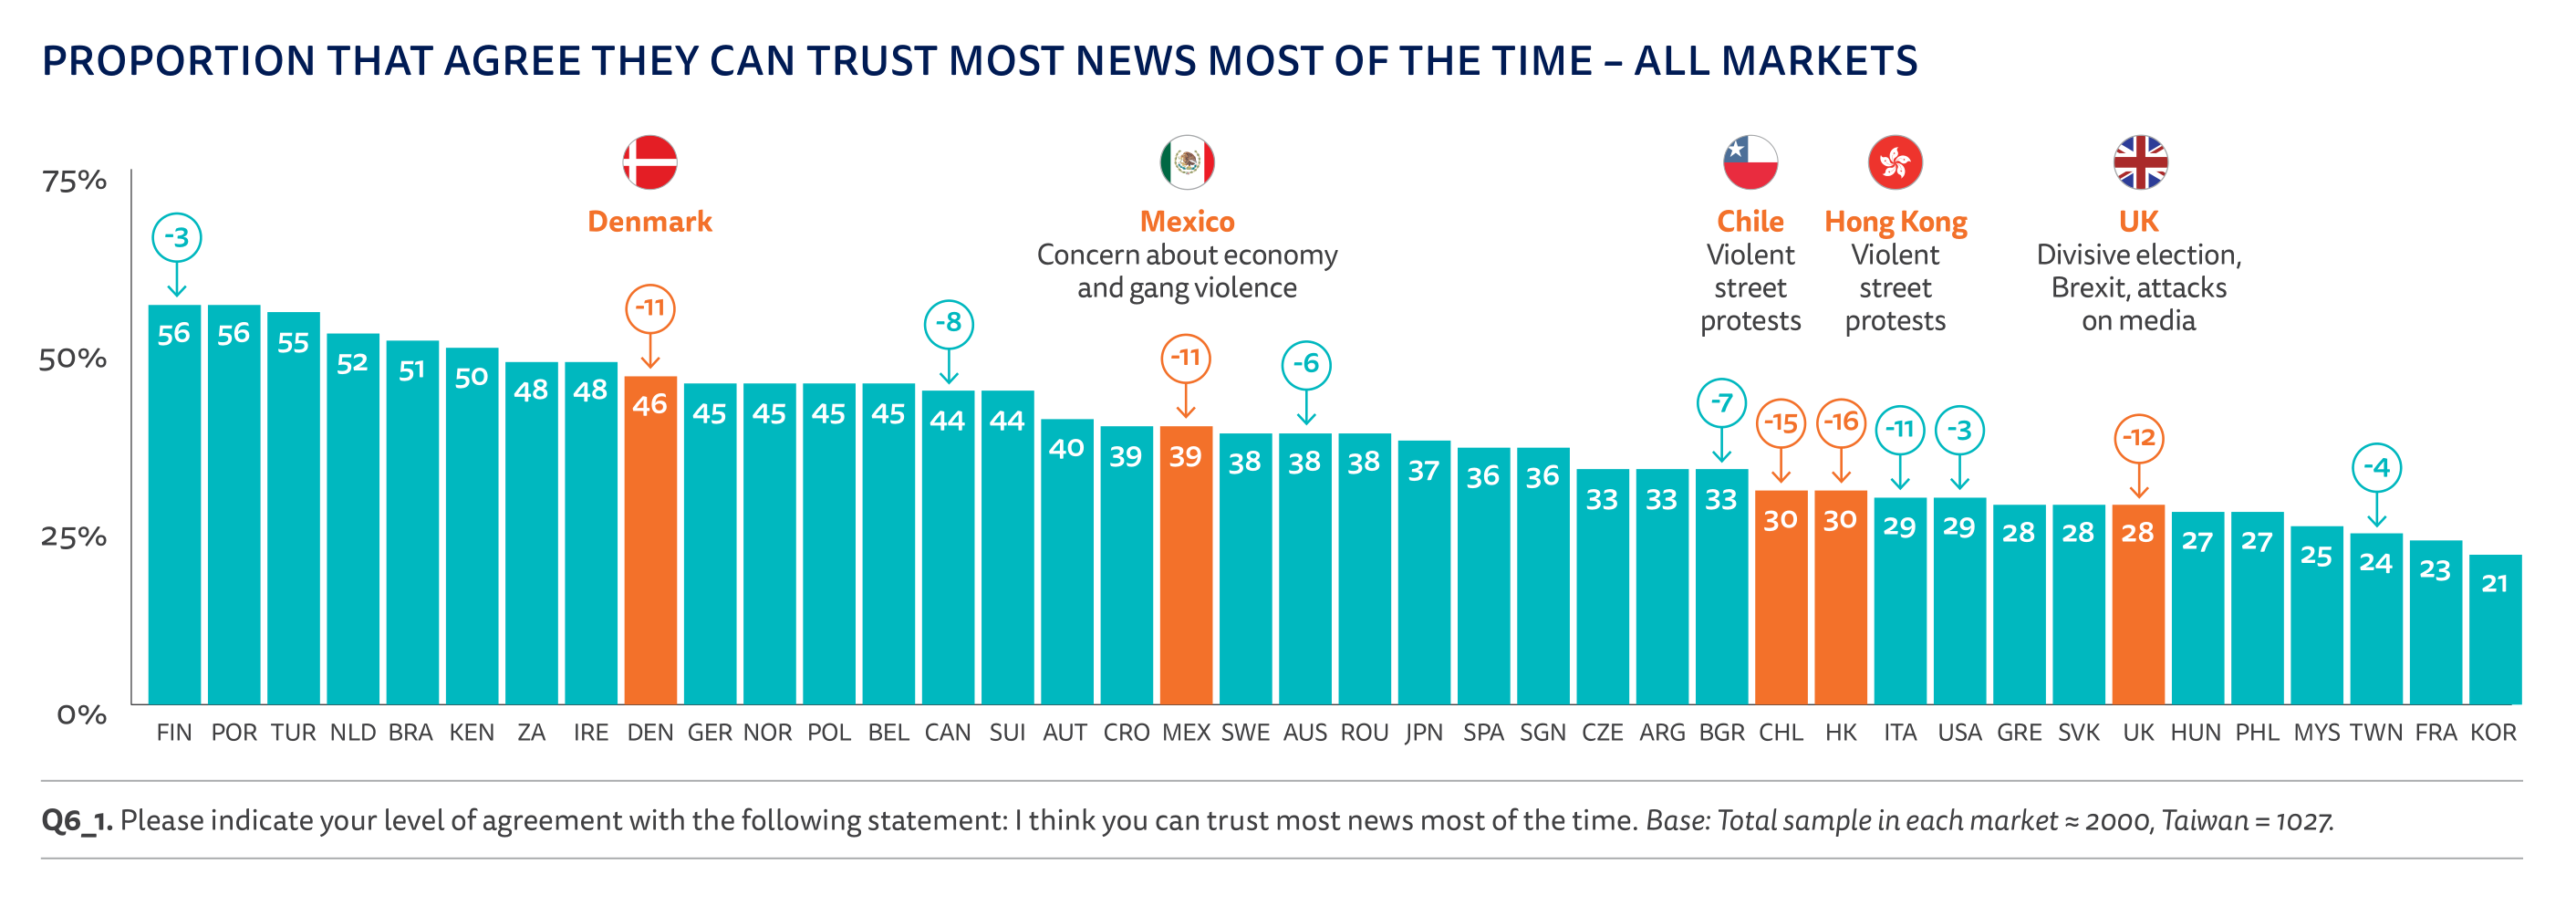 PROPORTION THAT AGREE THEY CAN TRUST MOST NEWS MOST OF THE TIME – ALL MARKETS
75%
50%
25%
0%
Denmark
Mexico
Concern about economy
and gang violence
Chile
Violent
street
protests
Hong Kong
Violent
street
protests
UK
Divisive election,
Brexit, attacks
on media
-3
-11
-8
-11
-6
-7
-15
-16
-11
-3
-12
-4
56 56 55 52 51 50 48 48 46 45 45 45 45 44 44 40 39 39 38 38 38 37 36 36 33 33 33 30 30 29 29 28 28 28 27 27 25 24 23 21
FIN POR TUR NLD BRA KEN ZA IRE DEN GER NOR POL BEL CAN SUI AUT CRO MEX SWE AUS ROU JPN SPA SGN CZE ARG BGR CHL HK ITA USA GRE SVK UK HUN PHL MYS TWN FRA KOR
Q6_1. Please indicate your level of agreement with the following statement: I think you can trust most news most of the time. Base: Total sample in each market ≈ 2000, Taiwan = 1027.